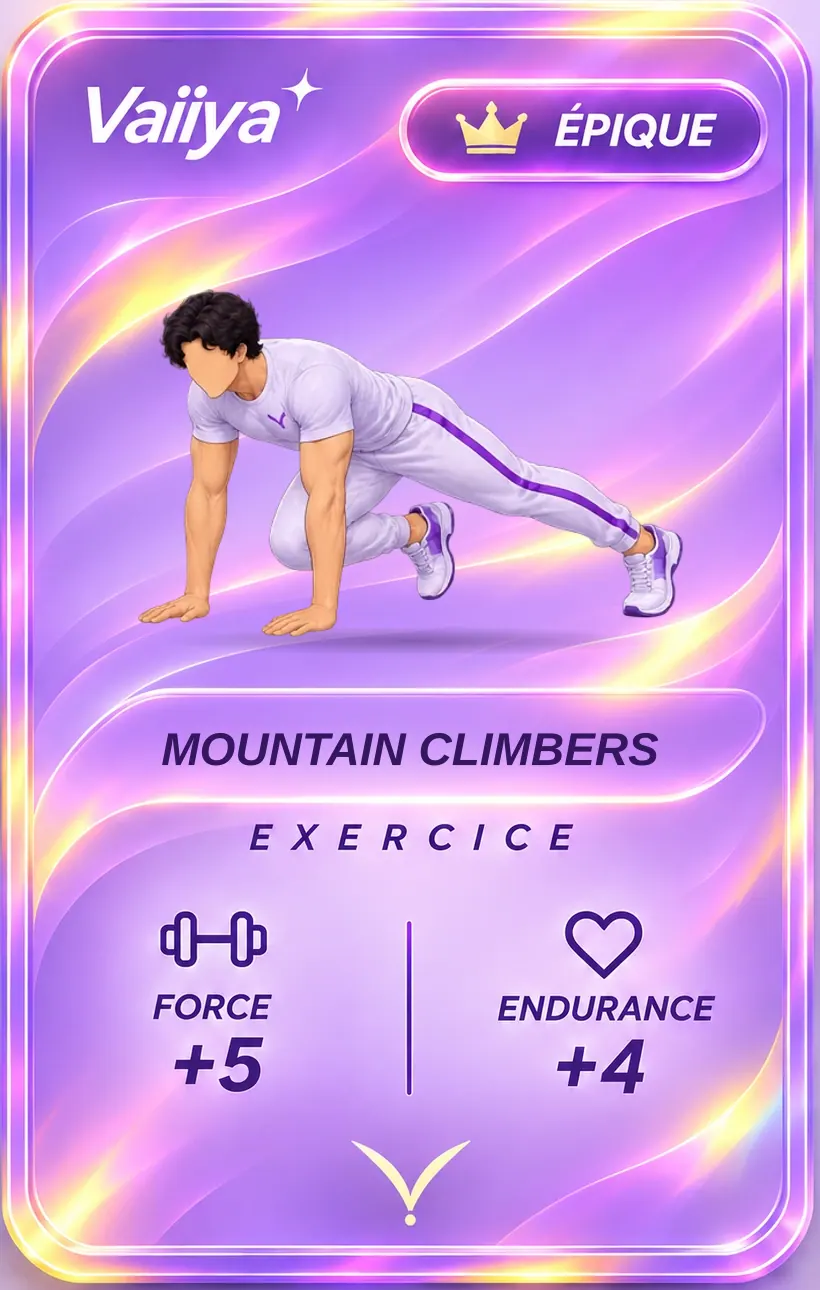 Vaiiya
ÉPIQUE
MOUNTAIN CLIMBERS
EXERCICE
FORCE
+5
ENDURANCE
+4